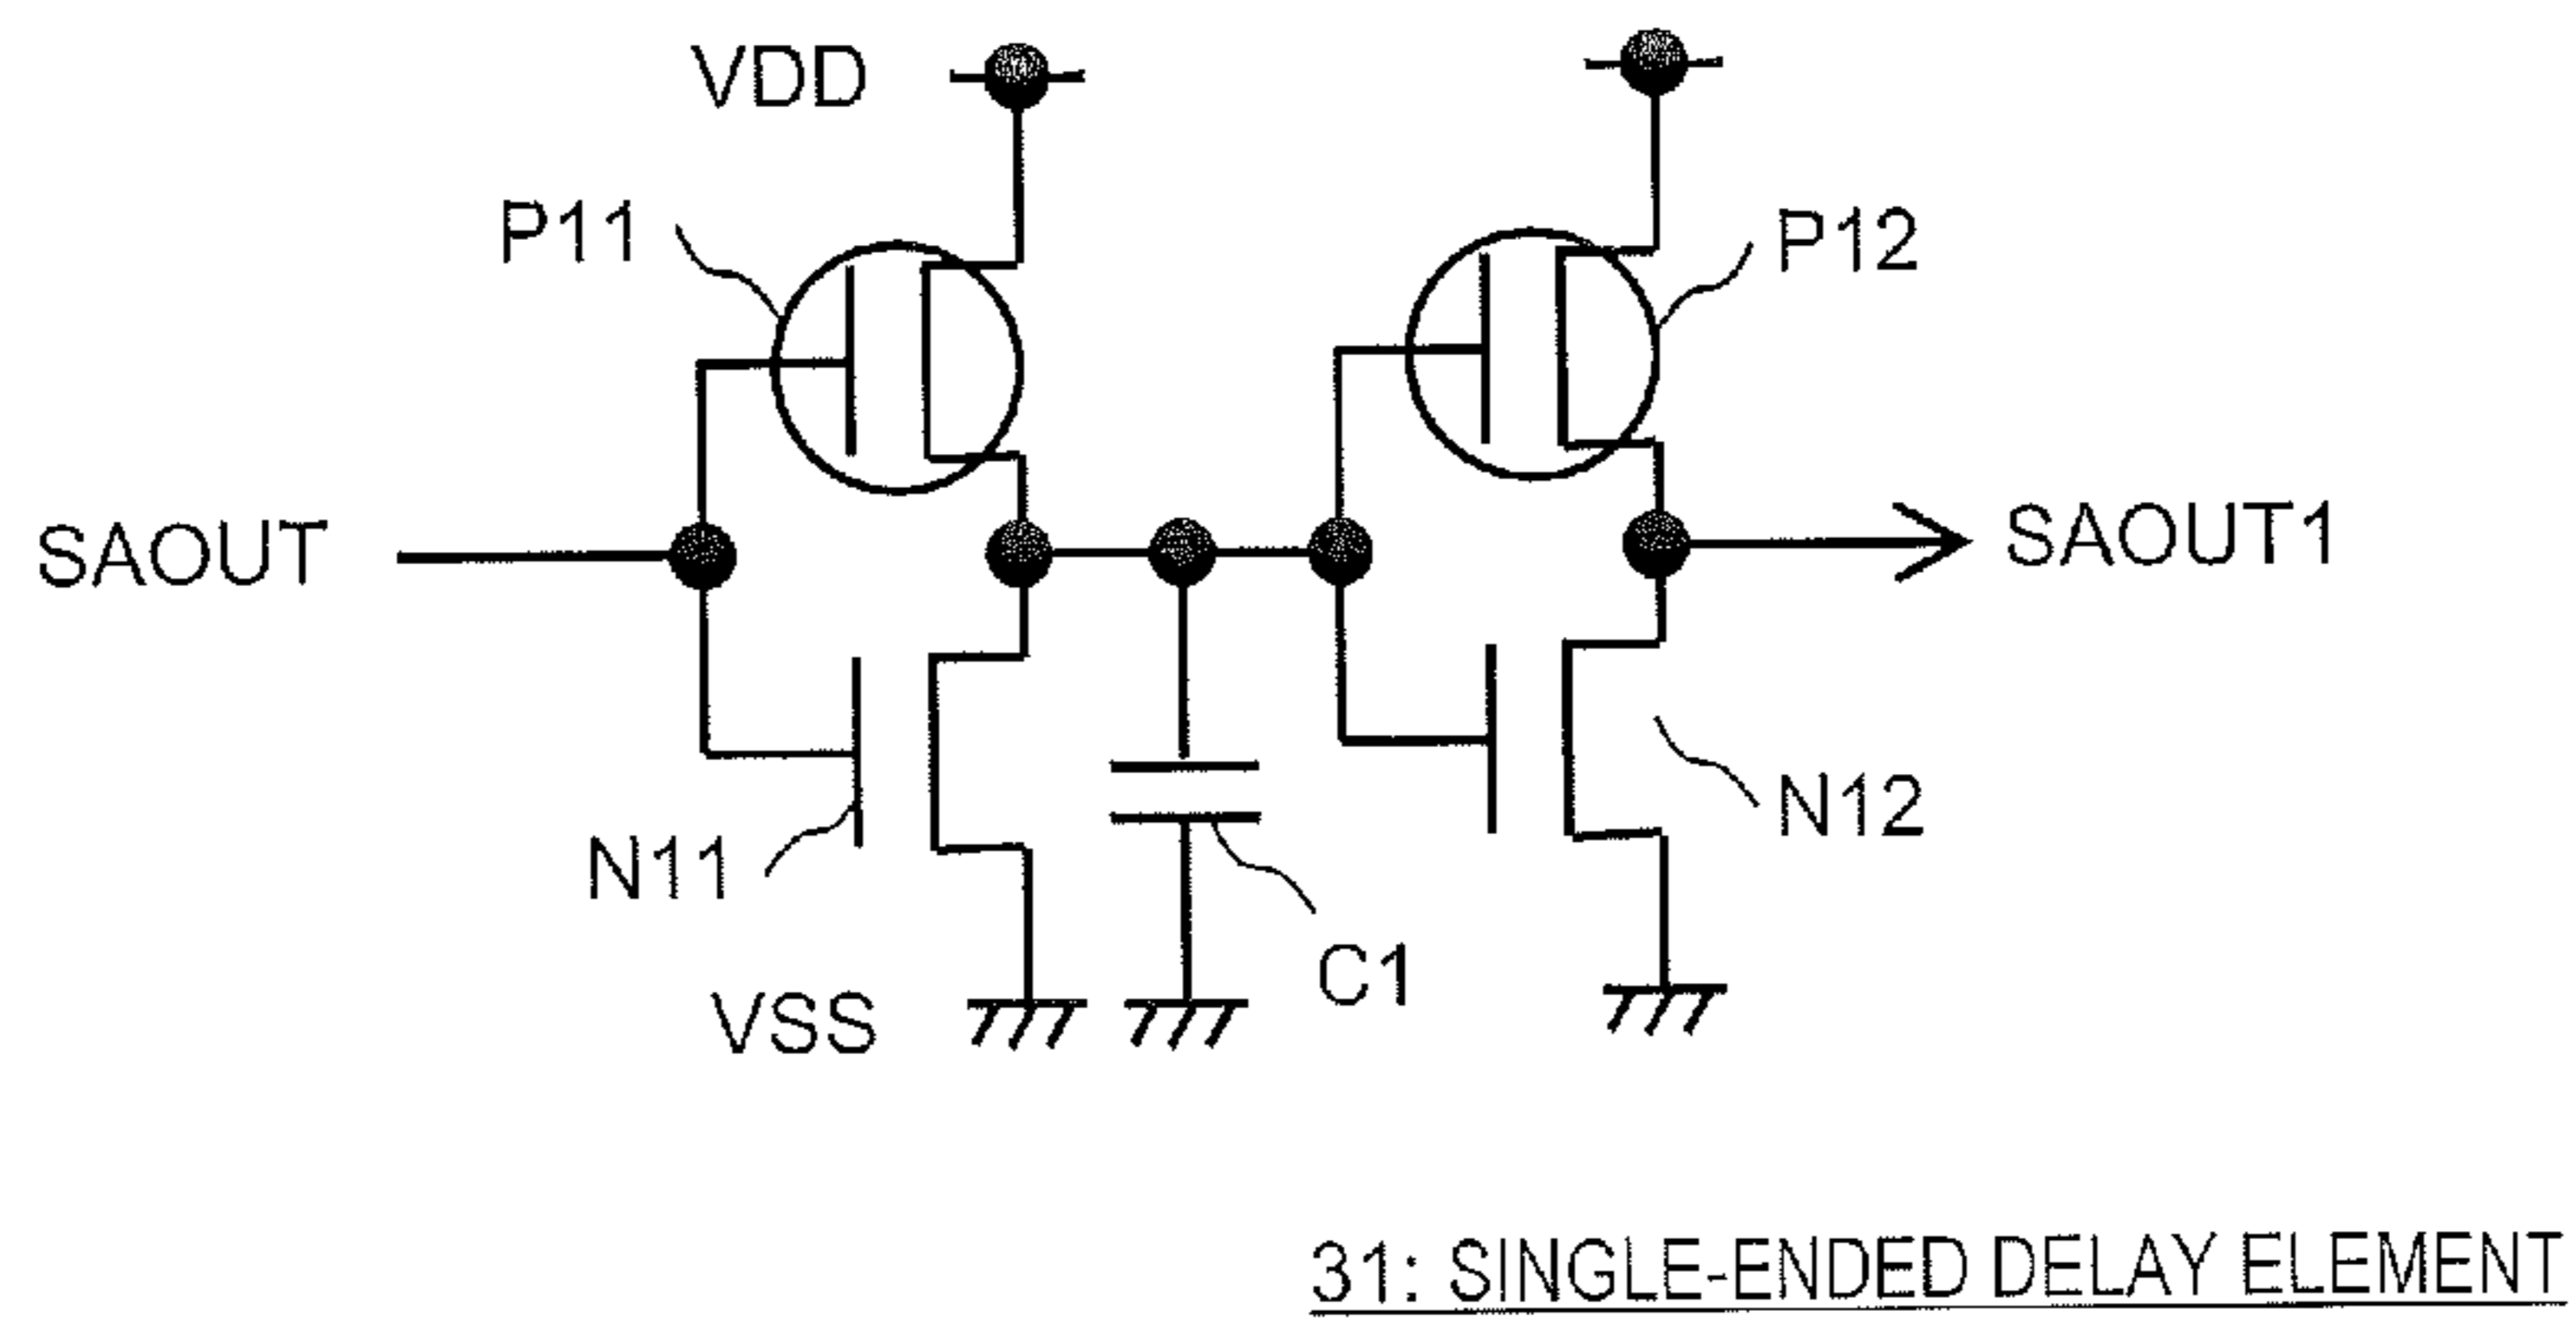 VDD
P11
P12
SAOUT
SAOUT1
N11
N12
C1
VSS
31: SINGLE-ENDED DELAY ELEMENT